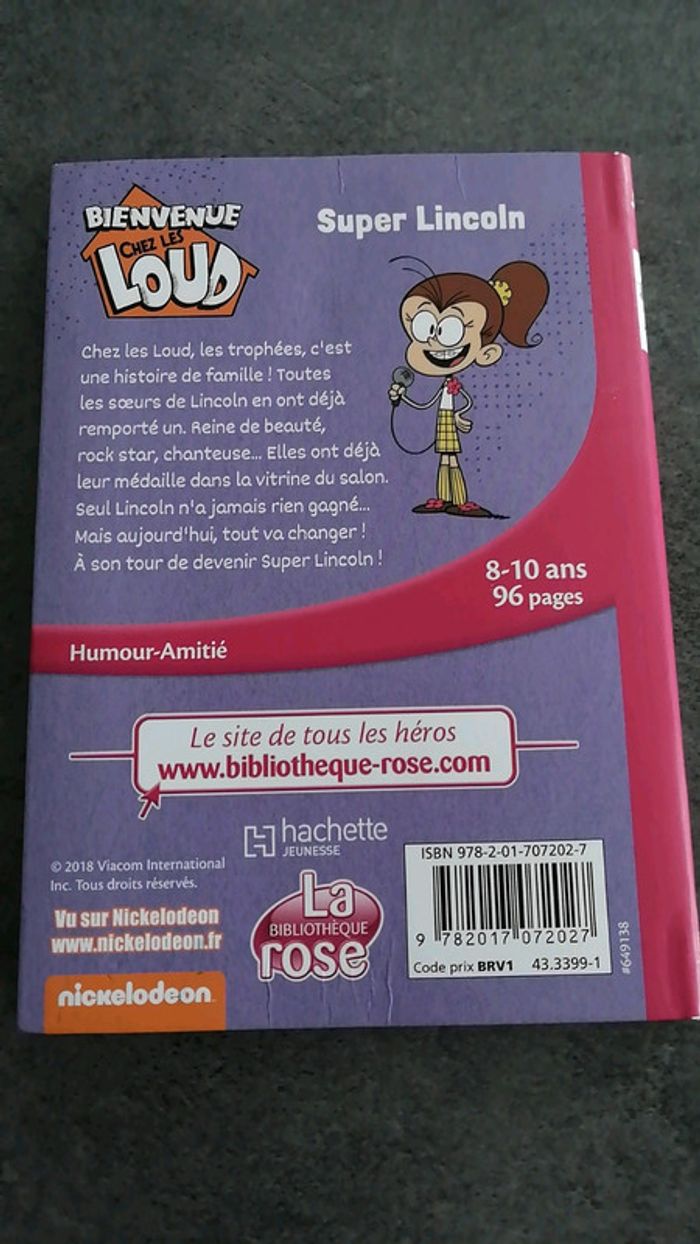 BIENVENUE
CHEZ LES
LOUD
Super Lincoln
Chez les Loud, les trophées, c'est
une histoire de famille ! Toutes
les sœurs de Lincoln en ont déjà
remporté un. Reine de beauté,
rock star, chanteuse... Elles ont déjà
leur médaille dans la vitrine du salon.
Seul Lincoln n'a jamais rien gagné...
Mais aujourd'hui, tout va changer !
À son tour de devenir Super Lincoln !
8-10 ans
96 pages
Humour-Amitié
Le site de tous les héros
www.bibliotheque-rose.com
hachette
JEUNESSE
© 2018 Viacom International
Inc. Tous droits réservés.
Vu sur Nickelodeon
www.nickelodeon.fr
nickelodeon
La
BIBLIOTHÈQUE
rose
ISBN 978-2-01-707202-7
9 782017 072027
Code prix BRV1 43.3399-1
#649138